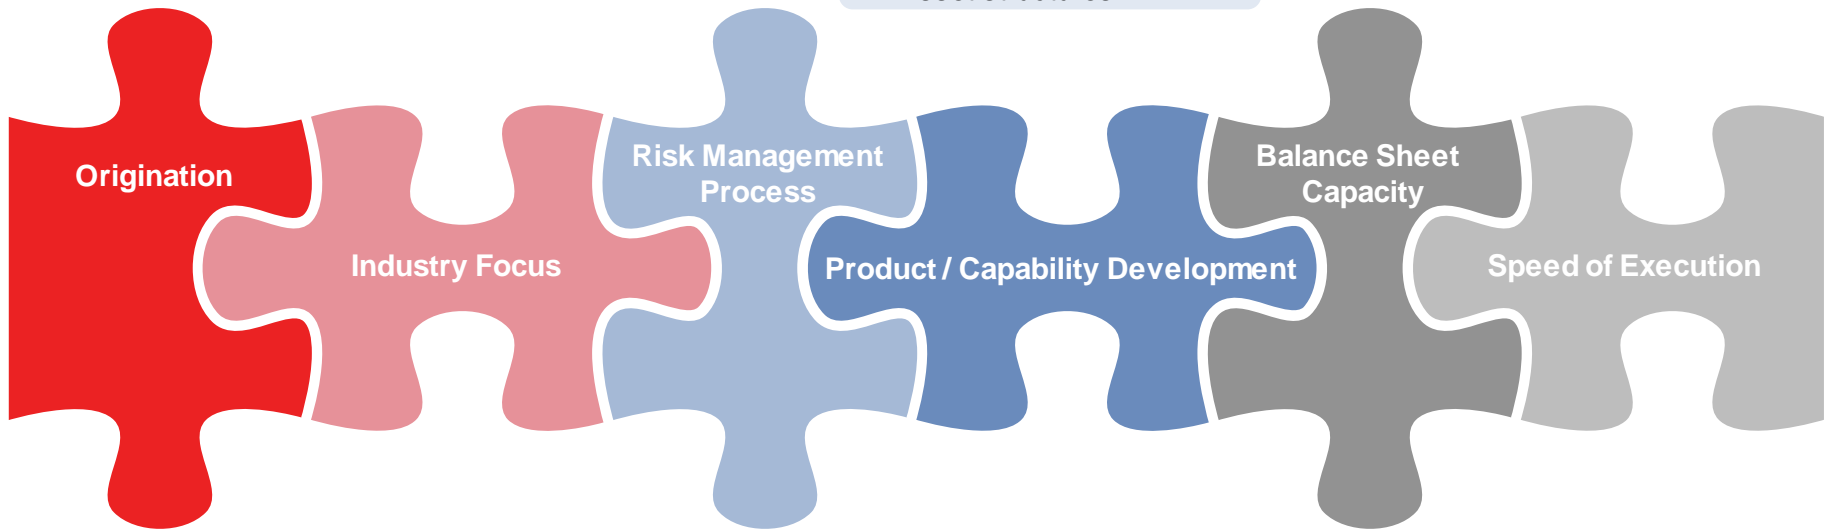 Origination
Industry Focus
Risk Management
Process
Product / Capability Development
Balance Sheet
Capacity
Speed of Execution